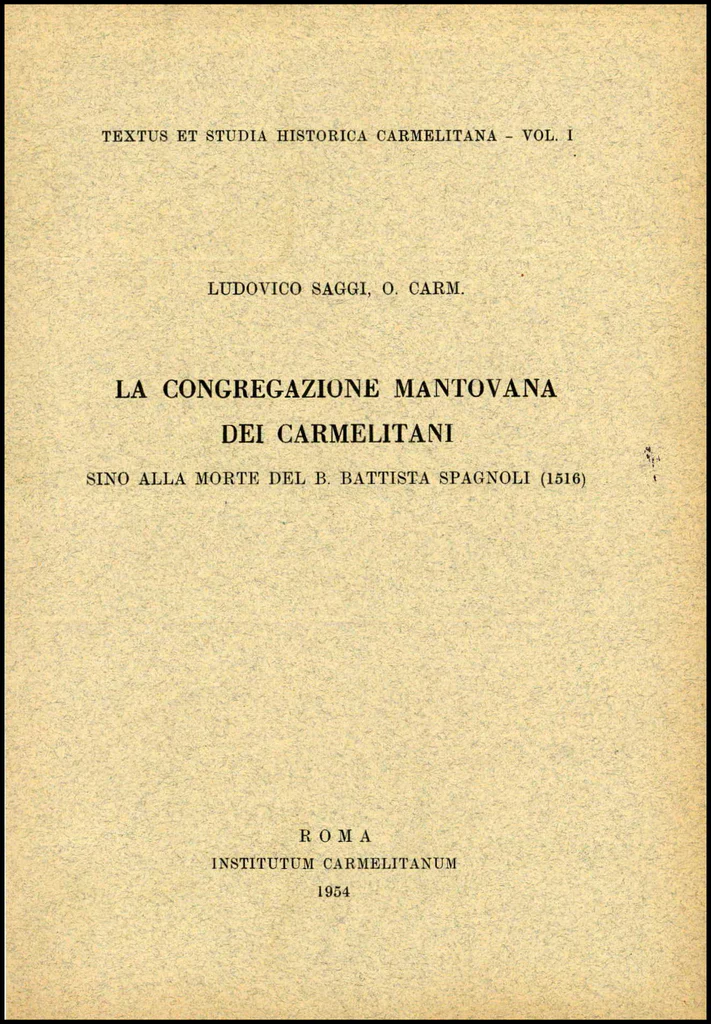 TEXTUS ET STUDIA HISTORICA CARMELITANA - VOL. I
LUDOVICO SAGGI, O. CARM.
LA CONGREGAZIONE MANTOVANA
DEI CARMELITANI
SINO ALLA MORTE DEL B. BATTISTA SPAGNOLI (1516)
ROMA
INSTITUTUM CARMELITANUM
1954